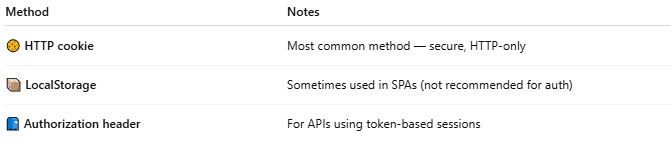 Method Notes
HTTP cookie Most common method — secure, HTTP-only
LocalStorage Sometimes used in SPAs (not recommended for auth)
Authorization header For APIs using token-based sessions